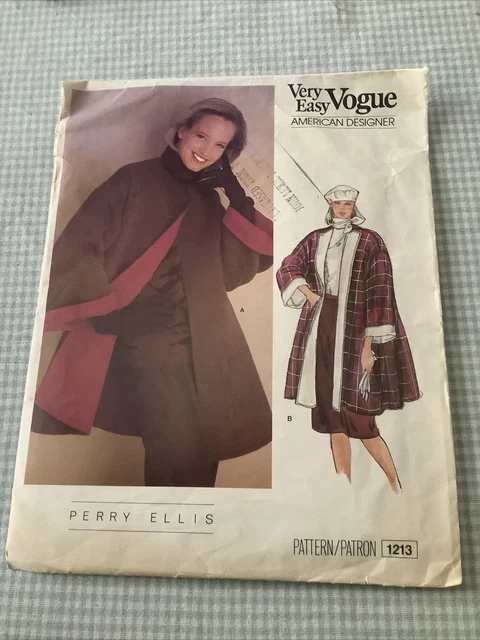 Very
Easy Vogue
AMERICAN DESIGNER
A
B
PERRY ELLIS
PATTERN/PATRON 1213